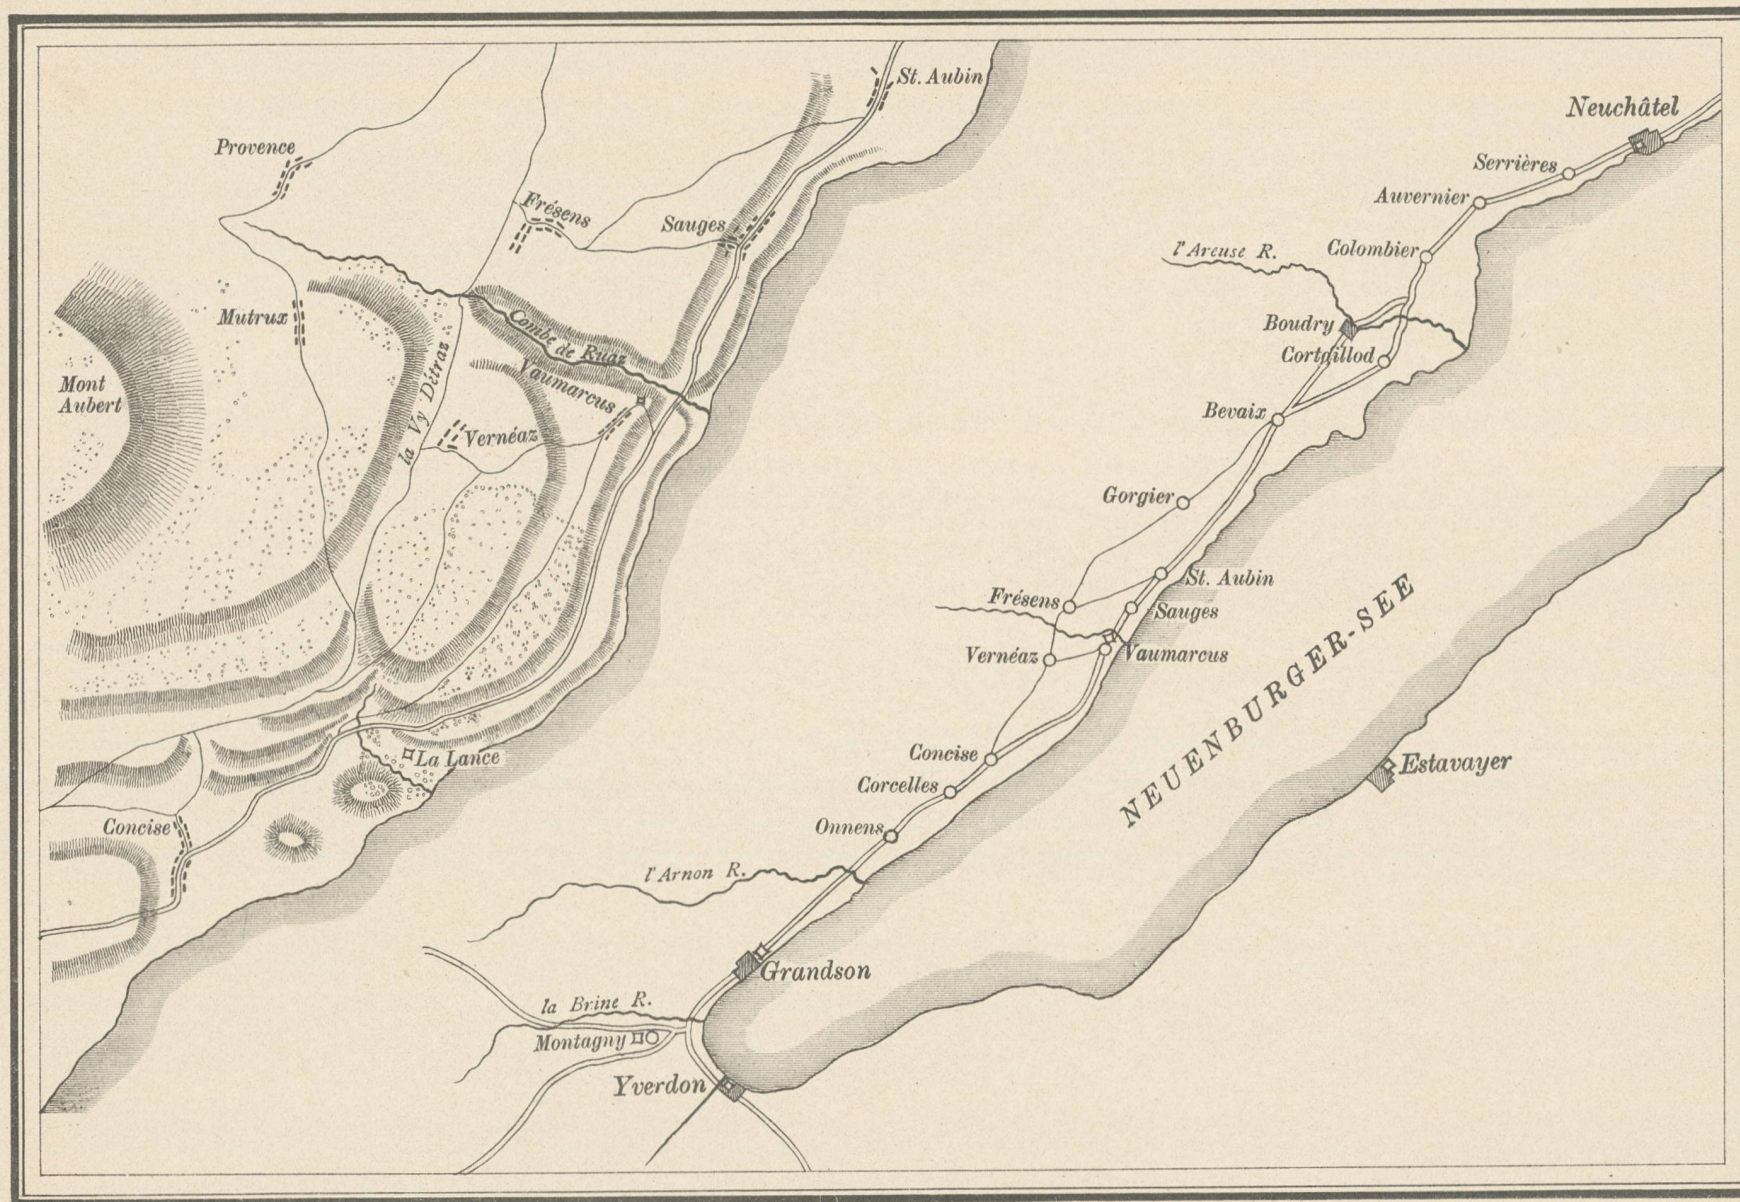 St. Aubin
Provence
Frésens
Sauges
Mutrux
Combe de Ruaz
Mont
Aubert
la Vy Détraz
Vaumarcus
Vernéaz
La Lance
Concise
Neuchâtel
Serrières
Auvernier
l'Areuse R.
Colombier
Boudry
Cortaillod
Bevaix
Gorgier
St. Aubin
Frésens
Sauges
Vernéaz
Vaumarcus
NEUENBURGER-SEE
Concise
Estavayer
Corcelles
Onnens
l'Arnon R.
Grandson
la Brine R.
Montagny
Yverdon